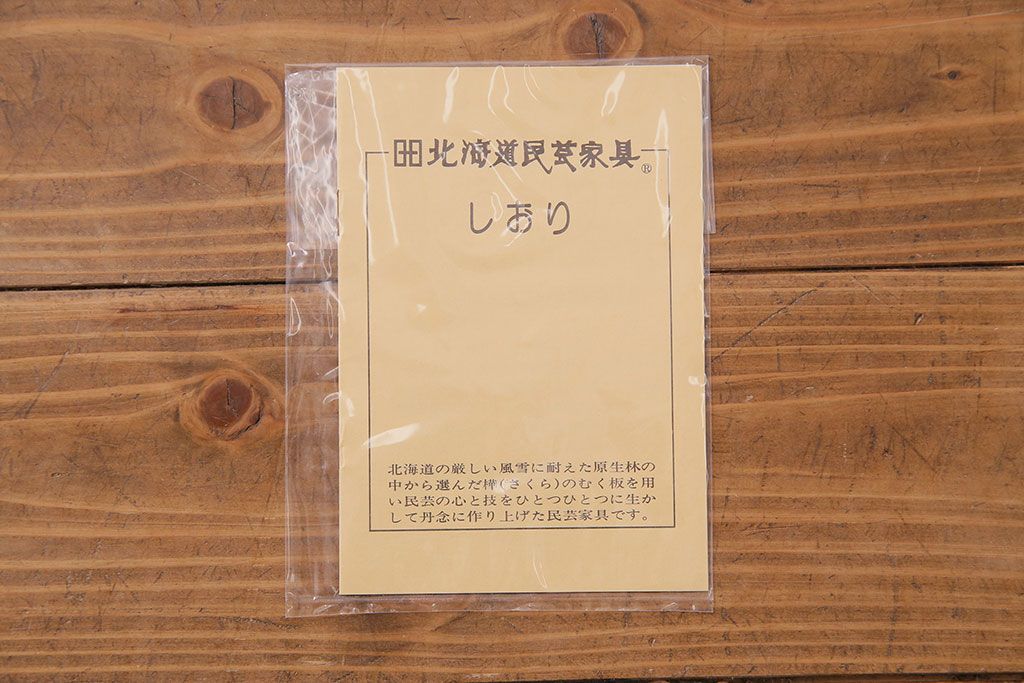 北海道民芸家具®
しおり
北海道の厳しい風雪に耐えた原生林の
中から選んだ樺(さくら)のむく板を用
い民芸の心と技をひとつひとつに生か
して丹念に作り上げた民芸家具です。